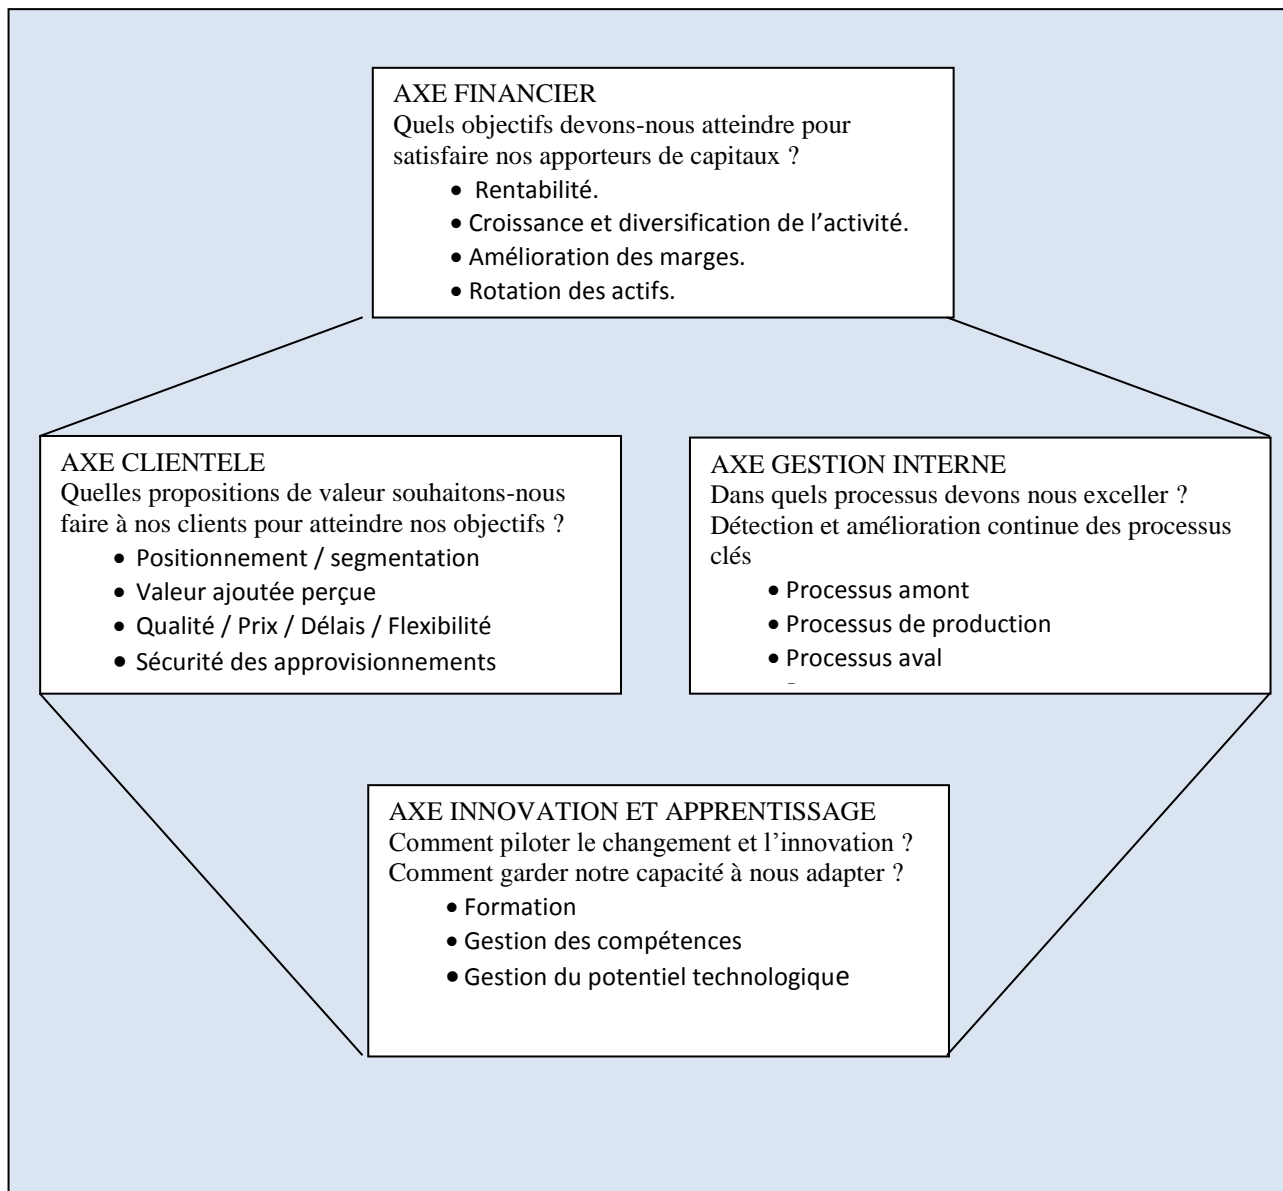 AXE FINANCIER
Quels objectifs devons-nous atteindre pour
satisfaire nos apporteurs de capitaux ?
• Rentabilité.
• Croissance et diversification de l’activité.
• Amélioration des marges.
• Rotation des actifs.
AXE CLIENTELE
Quelles propositions de valeur souhaitons-nous
faire à nos clients pour atteindre nos objectifs ?
• Positionnement / segmentation
• Valeur ajoutée perçue
• Qualité / Prix / Délais / Flexibilité
• Sécurité des approvisionnements
AXE GESTION INTERNE
Dans quels processus devons nous exceller ?
Détection et amélioration continue des processus
clés
• Processus amont
• Processus de production
• Processus aval
AXE INNOVATION ET APPRENTISSAGE
Comment piloter le changement et l’innovation ?
Comment garder notre capacité à nous adapter ?
• Formation
• Gestion des compétences
• Gestion du potentiel technologique